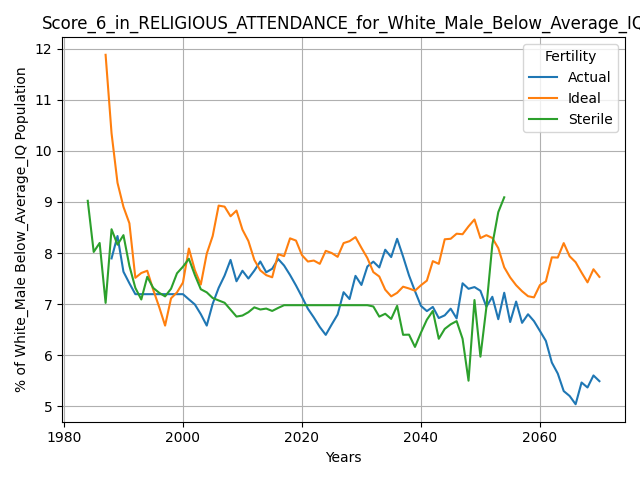 Score_6_in_RELIGIOUS_ATTENDANCE_for_White_Male_Below_Average_IQ
% of White_Male Below_Average_IQ Population
12
11
10
9
8
7
6
5
Fertility
Actual
Ideal
Sterile
1980 2000 2020 2040 2060
Years